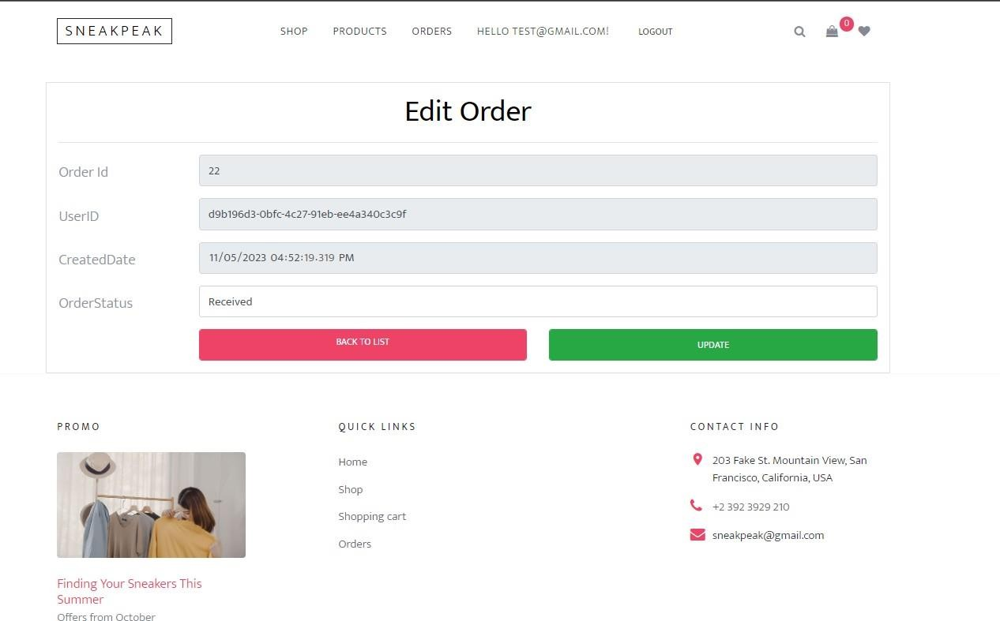 SNEAKPEAK
SHOP PRODUCTS ORDERS HELLO TEST@GMAIL.COM! LOGOUT 0
Edit Order
Order Id 22
UserID d9b196d3-0bfc-4c27-91eb-ee4a340c3c9f
CreatedDate 11/05/2023 04:52:19.319 PM
OrderStatus Received
BACK TO LIST UPDATE
PROMO
Finding Your Sneakers This
Summer
Offers from October
QUICK LINKS
Home
Shop
Shopping cart
Orders
CONTACT INFO
203 Fake St. Mountain View, San
Francisco, California, USA
+2 392 3929 210
sneakpeak@gmail.com